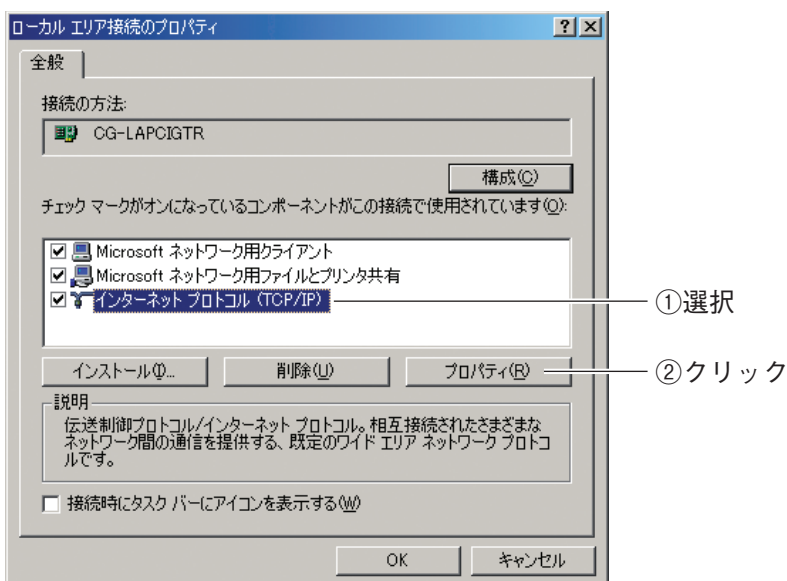 ローカル エリア接続のプロパティ
全般
接続の方法:
CG-LAPCIGTR
構成(C)
チェック マークがオンになっているコンポーネントがこの接続で使用されています(O):
Microsoft ネットワーク用クライアント
Microsoft ネットワーク用ファイルとプリンタ共有
インターネット プロトコル (TCP/IP)
①選択
インストール(I)... 削除(U) プロパティ(R)
②クリック
説明
伝送制御プロトコル/インターネット プロトコル。相互接続されたさまざまな
ネットワーク間の通信を提供する、既定のワイド エリア ネットワーク プロトコ
ルです。
接続時にタスク バーにアイコンを表示する(W)
OK キャンセル